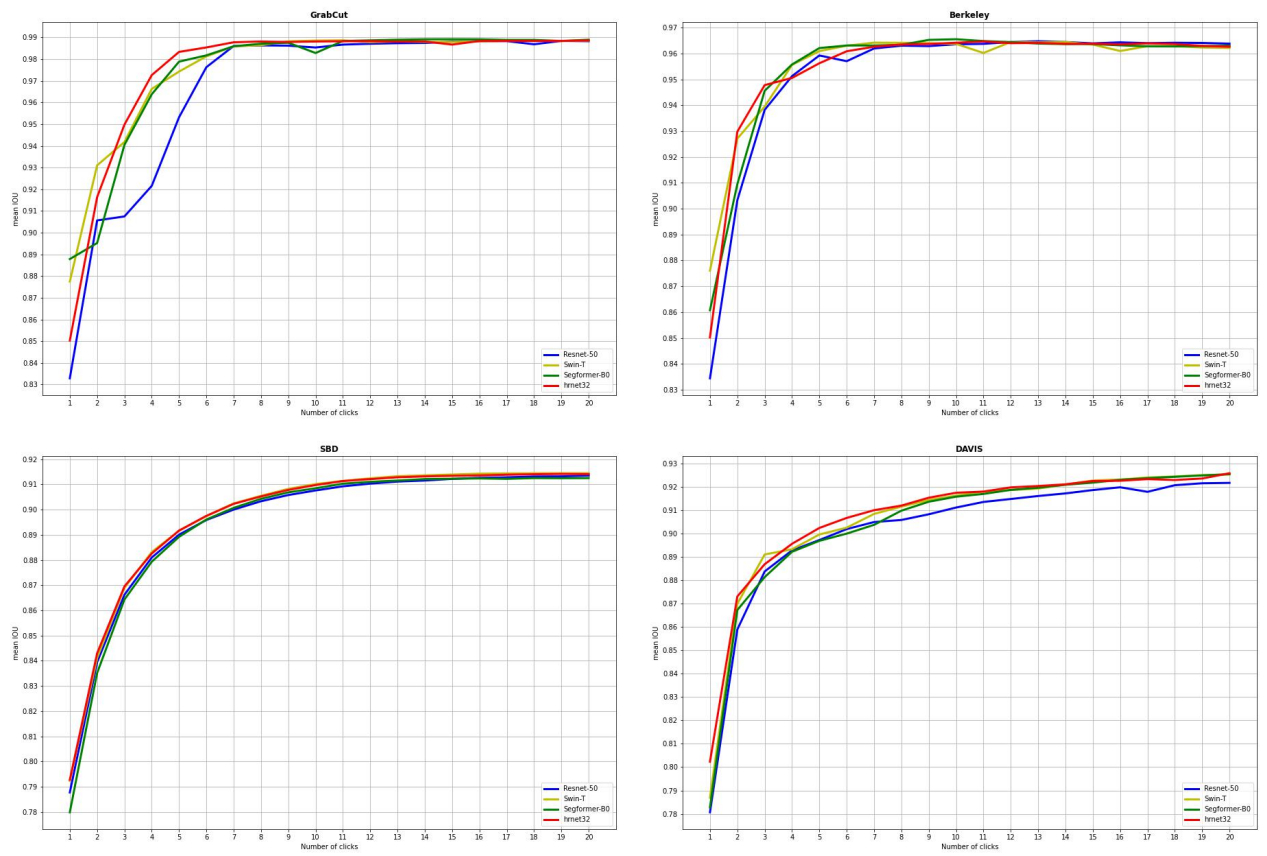 GrabCut
0.99
0.98
0.97
0.96
0.95
0.94
0.93
0.92
0.91
0.90
0.89
0.88
0.87
0.86
0.85
0.84
0.83
mean IOU
1 2 3 4 5 6 7 8 9 10 11 12 13 14 15 16 17 18 19 20
Number of clicks
Resnet-50
Swin-T
Segformer-B0
hrnet32
Berkeley
0.97
0.96
0.95
0.94
0.93
0.92
0.91
0.90
0.89
0.88
0.87
0.86
0.85
0.84
0.83
mean IOU
1 2 3 4 5 6 7 8 9 10 11 12 13 14 15 16 17 18 19 20
Number of clicks
Resnet-50
Swin-T
Segformer-B0
hrnet32
SBD
0.92
0.91
0.90
0.89
0.88
0.87
0.86
0.85
0.84
0.83
0.82
0.81
0.80
0.79
0.78
mean IOU
1 2 3 4 5 6 7 8 9 10 11 12 13 14 15 16 17 18 19 20
Number of clicks
Resnet-50
Swin-T
Segformer-B0
hrnet32
DAVIS
0.93
0.92
0.91
0.90
0.89
0.88
0.87
0.86
0.85
0.84
0.83
0.82
0.81
0.80
0.79
0.78
mean IOU
1 2 3 4 5 6 7 8 9 10 11 12 13 14 15 16 17 18 19 20
Number of clicks
Resnet-50
Swin-T
Segformer-B0
hrnet32